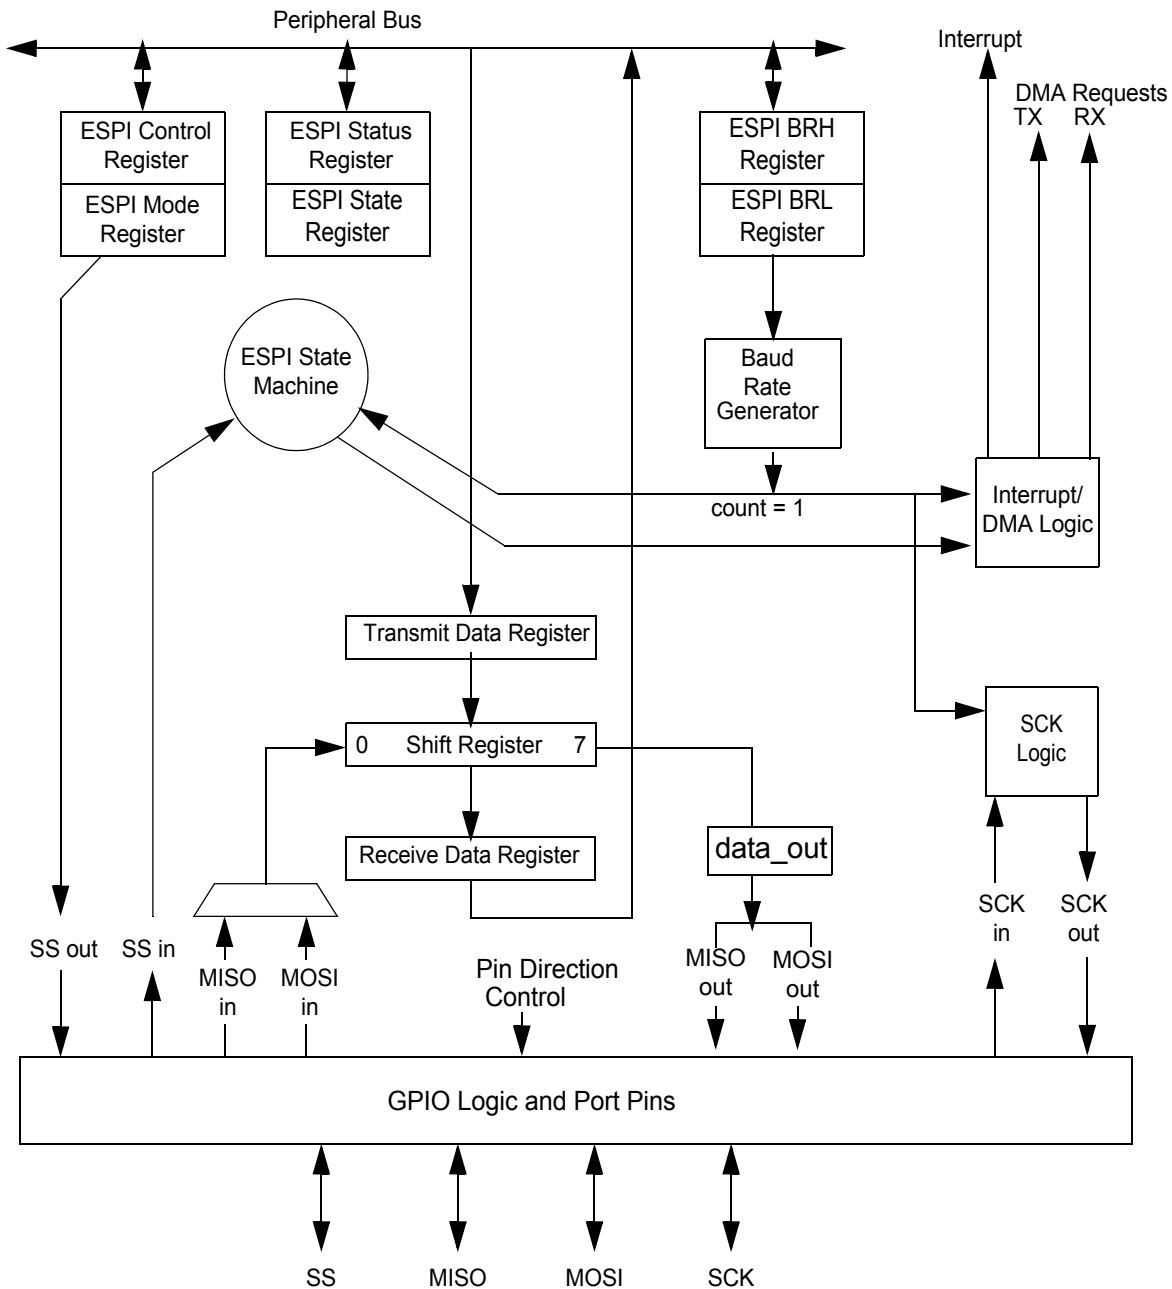 Peripheral Bus
Interrupt
DMA Requests
TX RX
ESPI Control
Register
ESPI Mode
Register
ESPI Status
Register
ESPI State
Register
ESPI BRH
Register
ESPI BRL
Register
ESPI State
Machine
Baud
Rate
Generator
count = 1
Interrupt/
DMA Logic
Transmit Data Register
0 Shift Register 7
SCK
Logic
Receive Data Register
data_out
SS out
SS in
MISO
in
MOSI
in
Pin Direction
Control
MISO
out
MOSI
out
SCK
in
SCK
out
GPIO Logic and Port Pins
SS
MISO
MOSI
SCK